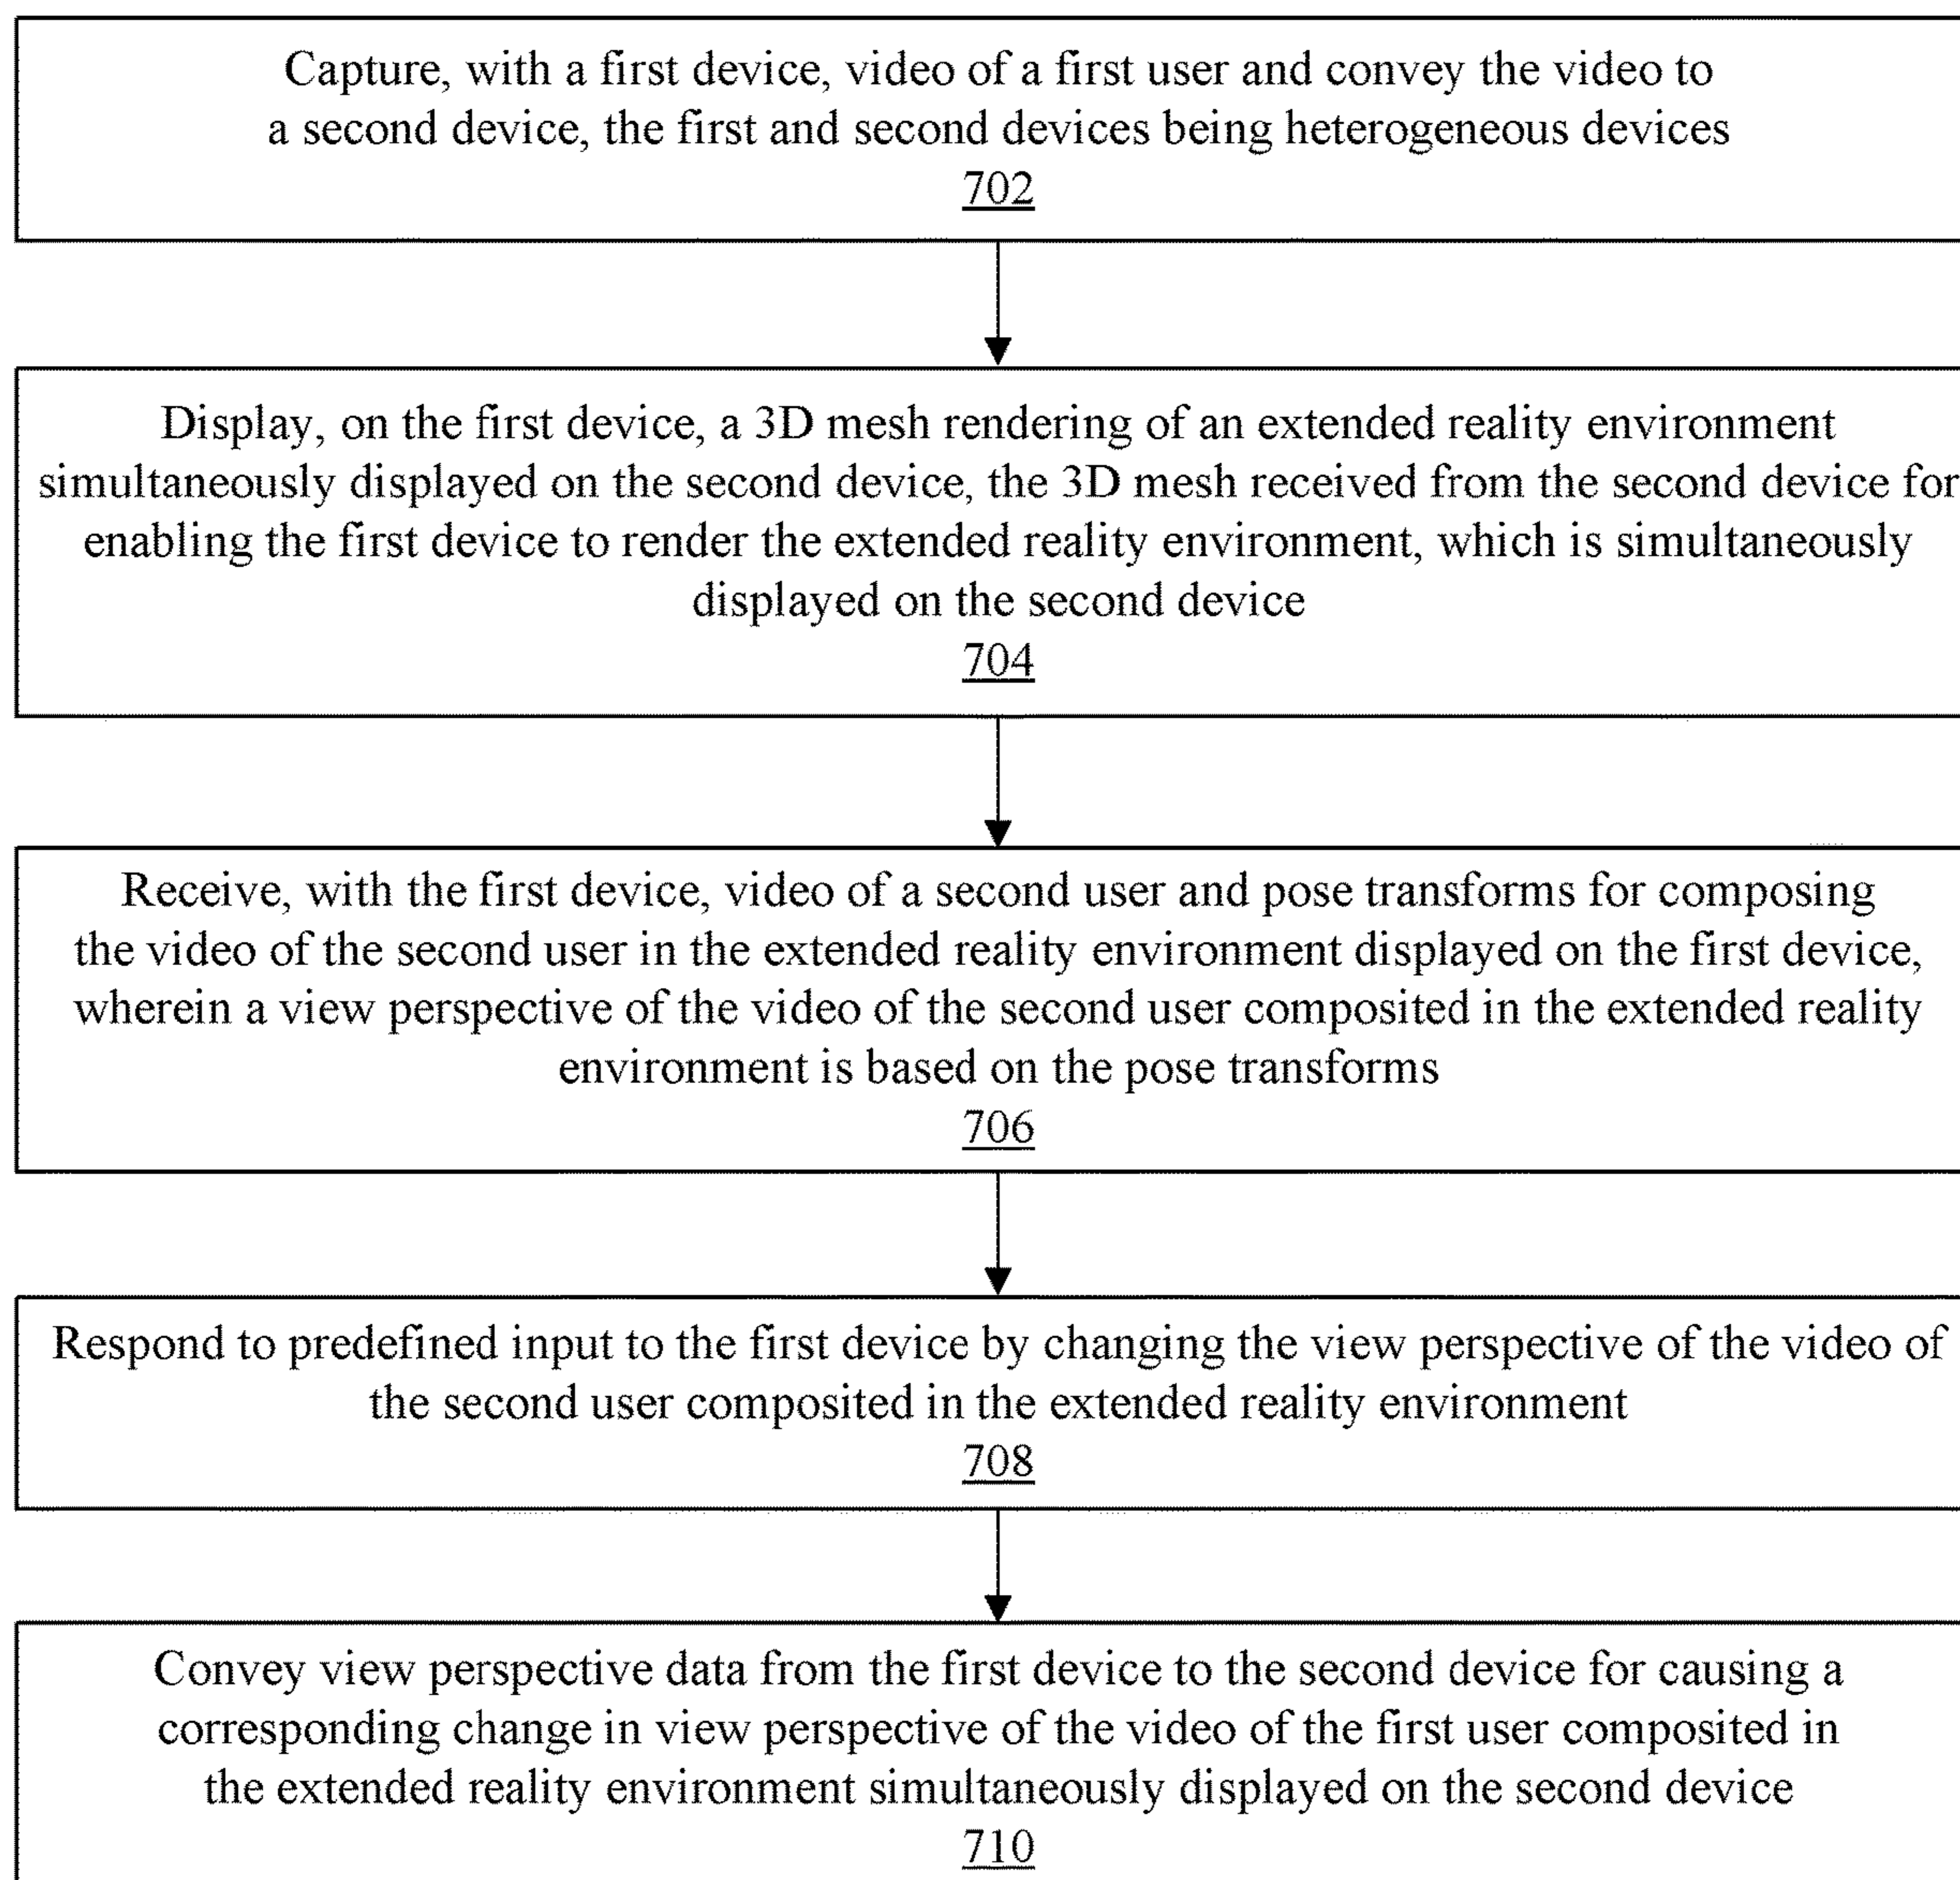 Capture, with a first device, video of a first user and convey the video to
a second device, the first and second devices being heterogeneous devices
702
Display, on the first device, a 3D mesh rendering of an extended reality environment
simultaneously displayed on the second device, the 3D mesh received from the second device for
enabling the first device to render the extended reality environment, which is simultaneously
displayed on the second device
704
Receive, with the first device, video of a second user and pose transforms for composing
the video of the second user in the extended reality environment displayed on the first device,
wherein a view perspective of the video of the second user composited in the extended reality
environment is based on the pose transforms
706
Respond to predefined input to the first device by changing the view perspective of the video of
the second user composited in the extended reality environment
708
Convey view perspective data from the first device to the second device for causing a
corresponding change in view perspective of the video of the first user composited in
the extended reality environment simultaneously displayed on the second device
710